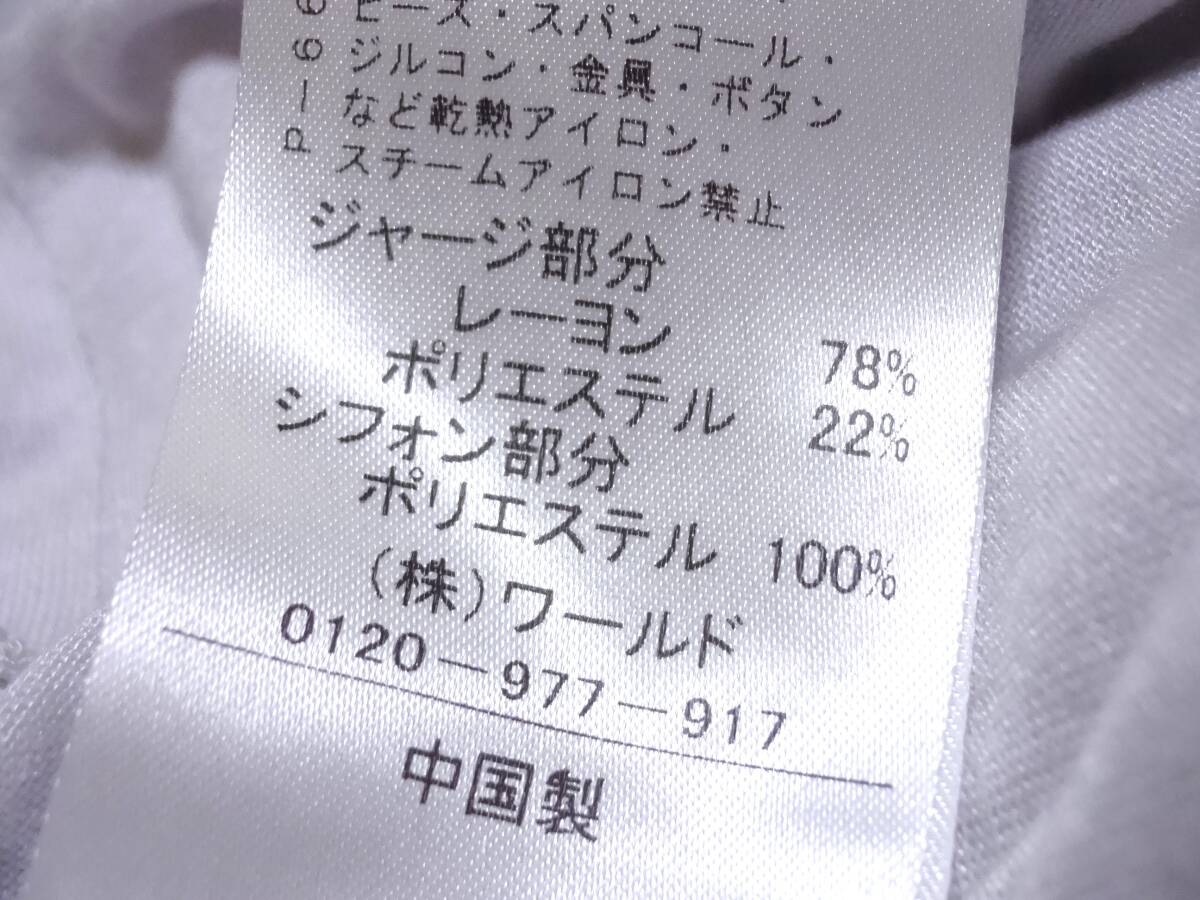 ビーズ・スパンコール・
ジルコン・金具・ボタン
など乾熱アイロン・
スチームアイロン禁止
ジャージ部分
レーヨン 78%
ポリエステル 22%
シフォン部分
ポリエステル 100%
(株)ワールド
0120-977-917
中国製